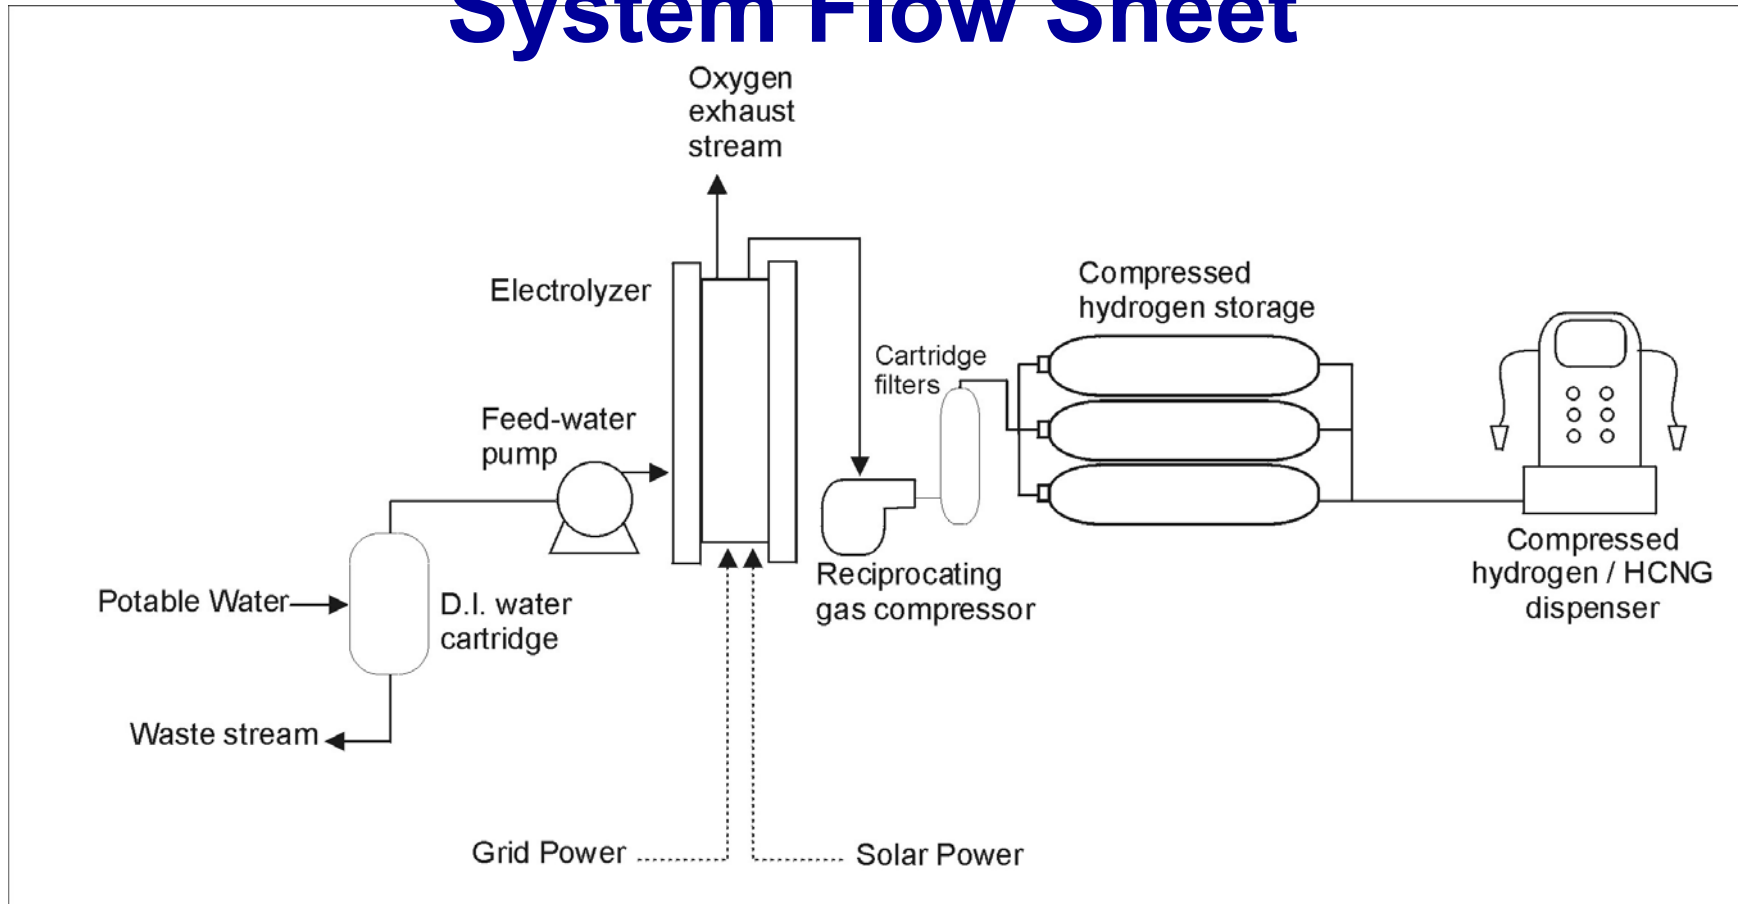 System Flow Sheet
Oxygen
exhaust
stream
Electrolyzer
Compressed
hydrogen storage
Cartridge
filters
Feed-water
pump
Compressed
hydrogen / HCNG
dispenser
Reciprocating
gas compressor
Potable Water
D.I. water
cartridge
Waste stream
Grid Power
Solar Power